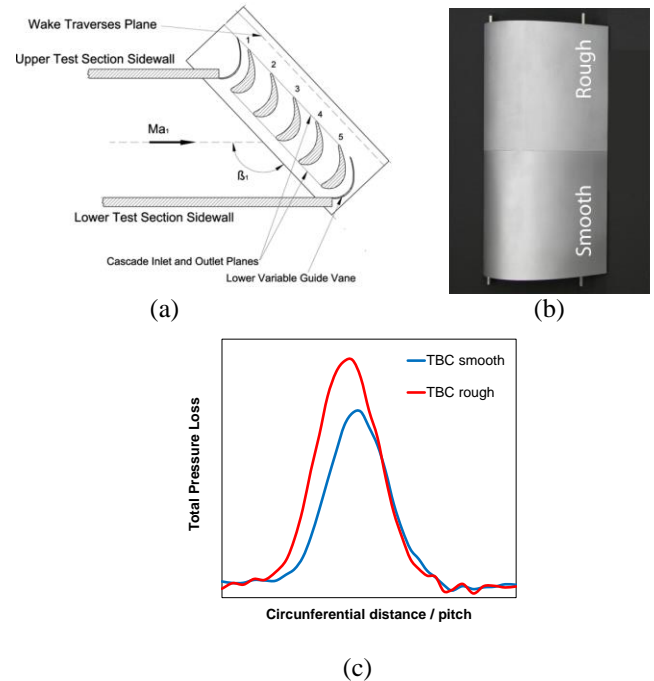 Wake Traverses Plane
Upper Test Section Sidewall
1
2
3
4
5
Ma₁
ß₁
Lower Test Section Sidewall
Cascade Inlet and Outlet Planes
Lower Variable Guide Vane
(a)
Rough
Smooth
(b)
TBC smooth
TBC rough
Total Pressure Loss
Circunferential distance / pitch
(c)